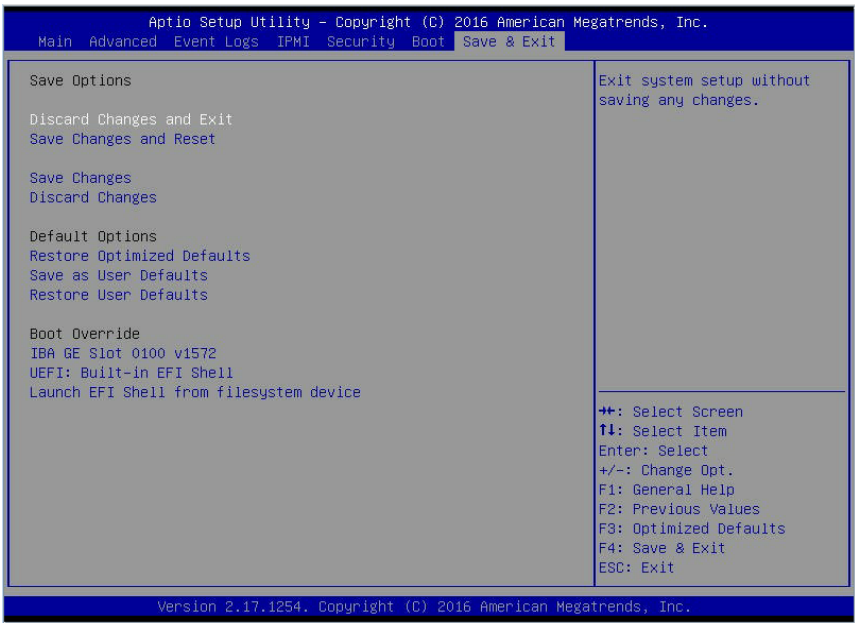 Aptio Setup Utility – Copyright (C) 2016 American Megatrends, Inc.
Main Advanced Event Logs IPMI Security Boot Save & Exit
Save Options
Discard Changes and Exit
Save Changes and Reset
Save Changes
Discard Changes
Default Options
Restore Optimized Defaults
Save as User Defaults
Restore User Defaults
Boot Override
IBA GE Slot 0100 v1572
UEFI: Built-in EFI Shell
Launch EFI Shell from filesystem device
Exit system setup without
saving any changes.
→←: Select Screen
↑↓: Select Item
Enter: Select
+/-: Change Opt.
F1: General Help
F2: Previous Values
F3: Optimized Defaults
F4: Save & Exit
ESC: Exit
Version 2.17.1254. Copyright (C) 2016 American Megatrends, Inc.